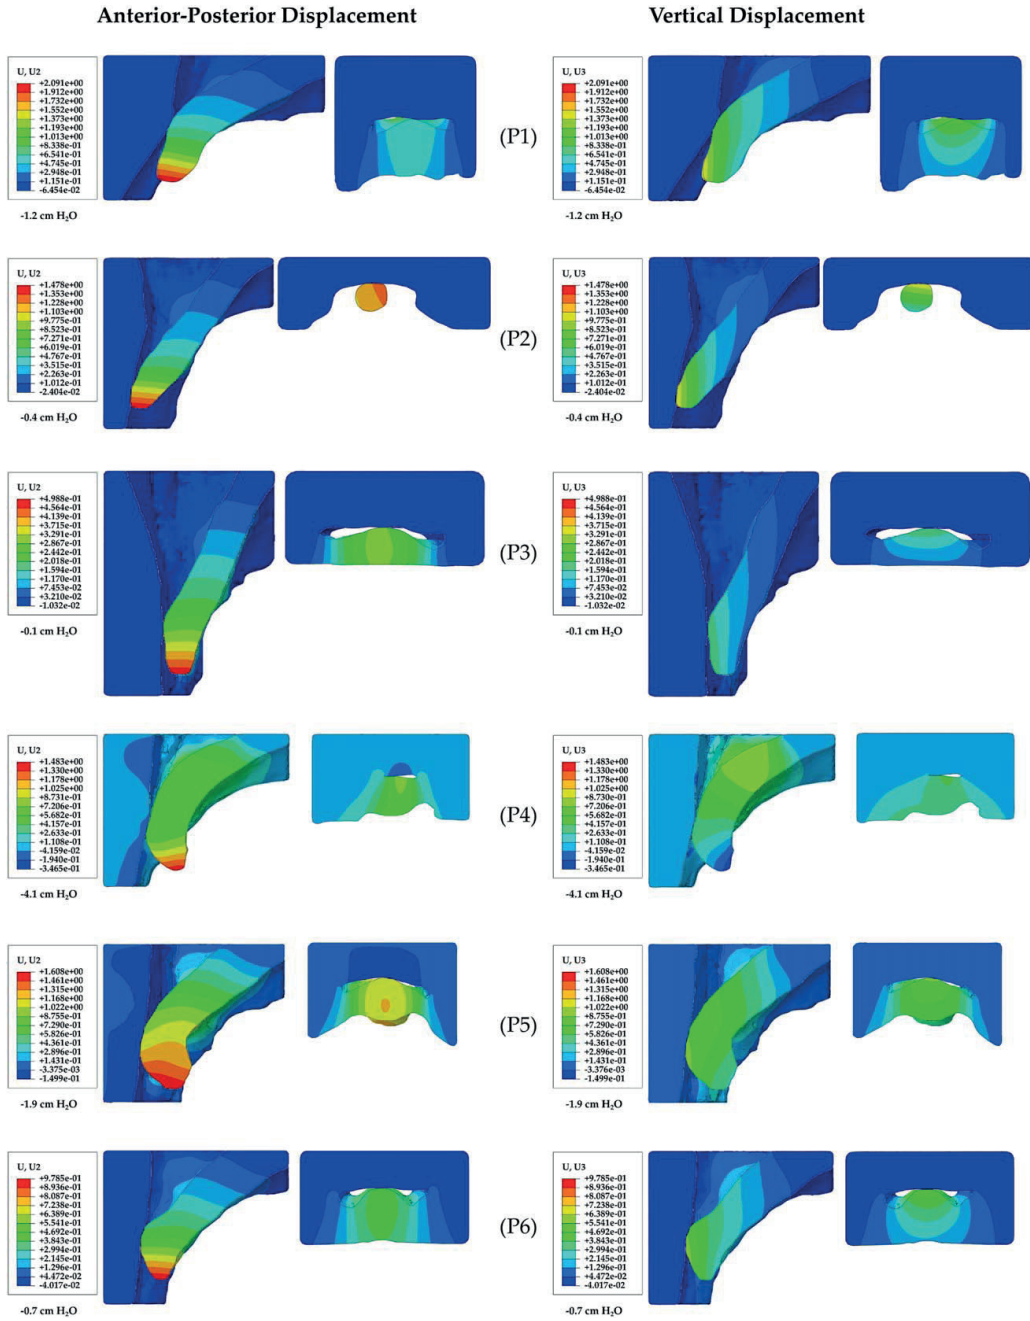 Anterior-Posterior Displacement
Vertical Displacement
U, U2
+2.091e+00
+1.912e+00
+1.732e+00
+1.552e+00
+1.373e+00
+1.193e+00
+1.013e+00
+8.338e-01
+6.541e-01
+4.745e-01
+2.948e-01
+1.151e-01
-6.454e-02
-1.2 cm H₂O
(P1)
U, U3
+2.091e+00
+1.912e+00
+1.732e+00
+1.552e+00
+1.373e+00
+1.193e+00
+1.013e+00
+8.338e-01
+6.541e-01
+4.745e-01
+2.948e-01
+1.151e-01
-6.454e-02
-1.2 cm H₂O
U, U2
+1.478e+00
+1.353e+00
+1.228e+00
+1.103e+00
+9.775e-01
+8.523e-01
+7.271e-01
+6.019e-01
+4.767e-01
+3.515e-01
+2.263e-01
+1.012e-01
-2.404e-02
-0.4 cm H₂O
(P2)
U, U3
+1.478e+00
+1.353e+00
+1.228e+00
+1.103e+00
+9.775e-01
+8.523e-01
+7.271e-01
+6.019e-01
+4.767e-01
+3.515e-01
+2.263e-01
+1.012e-01
-2.404e-02
-0.4 cm H₂O
U, U2
+4.988e-01
+4.564e-01
+4.139e-01
+3.715e-01
+3.291e-01
+2.867e-01
+2.442e-01
+2.018e-01
+1.594e-01
+1.170e-01
+7.453e-02
+3.210e-02
-1.032e-02
-0.1 cm H₂O
(P3)
U, U3
+4.988e-01
+4.564e-01
+4.139e-01
+3.715e-01
+3.291e-01
+2.867e-01
+2.442e-01
+2.018e-01
+1.594e-01
+1.170e-01
+7.453e-02
+3.210e-02
-1.032e-02
-0.1 cm H₂O
U, U2
+1.483e+00
+1.330e+00
+1.178e+00
+1.025e+00
+8.731e-01
+7.206e-01
+5.682e-01
+4.157e-01
+2.633e-01
+1.108e-01
-4.159e-02
-1.940e-01
-3.465e-01
-4.1 cm H₂O
(P4)
U, U3
+1.483e+00
+1.330e+00
+1.178e+00
+1.025e+00
+8.730e-01
+7.206e-01
+5.682e-01
+4.157e-01
+2.633e-01
+1.108e-01
-4.159e-02
-1.940e-01
-3.465e-01
-4.1 cm H₂O
U, U2
+1.608e+00
+1.461e+00
+1.315e+00
+1.168e+00
+1.022e+00
+8.755e-01
+7.290e-01
+5.826e-01
+4.361e-01
+2.896e-01
+1.431e-01
-3.375e-03
-1.499e-01
-1.9 cm H₂O
(P5)
U, U3
+1.608e+00
+1.461e+00
+1.315e+00
+1.168e+00
+1.022e+00
+8.755e-01
+7.290e-01
+5.826e-01
+4.361e-01
+2.896e-01
+1.431e-01
-3.376e-03
-1.499e-01
-1.9 cm H₂O
U, U2
+9.785e-01
+8.936e-01
+8.087e-01
+7.238e-01
+6.389e-01
+5.541e-01
+4.692e-01
+3.843e-01
+2.994e-01
+2.145e-01
+1.296e-01
+4.472e-02
-4.017e-02
-0.7 cm H₂O
(P6)
U, U3
+9.785e-01
+8.936e-01
+8.087e-01
+7.238e-01
+6.389e-01
+5.541e-01
+4.692e-01
+3.843e-01
+2.994e-01
+2.145e-01
+1.296e-01
+4.472e-02
-4.017e-02
-0.7 cm H₂O